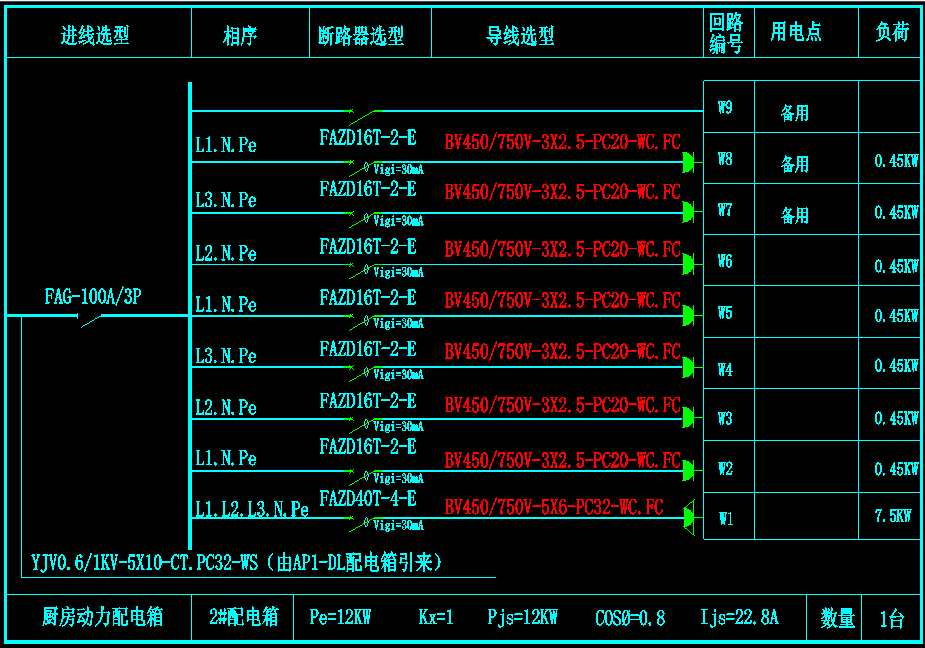 进线选型 相序 断路器选型 导线选型 回路编号 用电点 负荷
W9 备用
L1.N.Pe FAZD16T-2-E Vigi=30mA BV450/750V-3X2.5-PC20-WC.FC W8 备用 0.45KW
L3.N.Pe FAZD16T-2-E Vigi=30mA BV450/750V-3X2.5-PC20-WC.FC W7 备用 0.45KW
L2.N.Pe FAZD16T-2-E Vigi=30mA BV450/750V-3X2.5-PC20-WC.FC W6 0.45KW
FAG-100A/3P
L1.N.Pe FAZD16T-2-E Vigi=30mA BV450/750V-3X2.5-PC20-WC.FC W5 0.45KW
L3.N.Pe FAZD16T-2-E Vigi=30mA BV450/750V-3X2.5-PC20-WC.FC W4 0.45KW
L2.N.Pe FAZD16T-2-E Vigi=30mA BV450/750V-3X2.5-PC20-WC.FC W3 0.45KW
L1.N.Pe FAZD16T-2-E Vigi=30mA BV450/750V-3X2.5-PC20-WC.FC W2 0.45KW
L1.L2.L3.N.Pe FAZD40T-4-E Vigi=30mA BV450/750V-5X6-PC32-WC.FC W1 7.5KW
YJV0.6/1KV-5X10-CT.PC32-WS（由AP1-DL配电箱引来）
厨房动力配电箱 2#配电箱 Pe=12KW Kx=1 Pjs=12KW COSØ=0.8 Ijs=22.8A 数量 1台